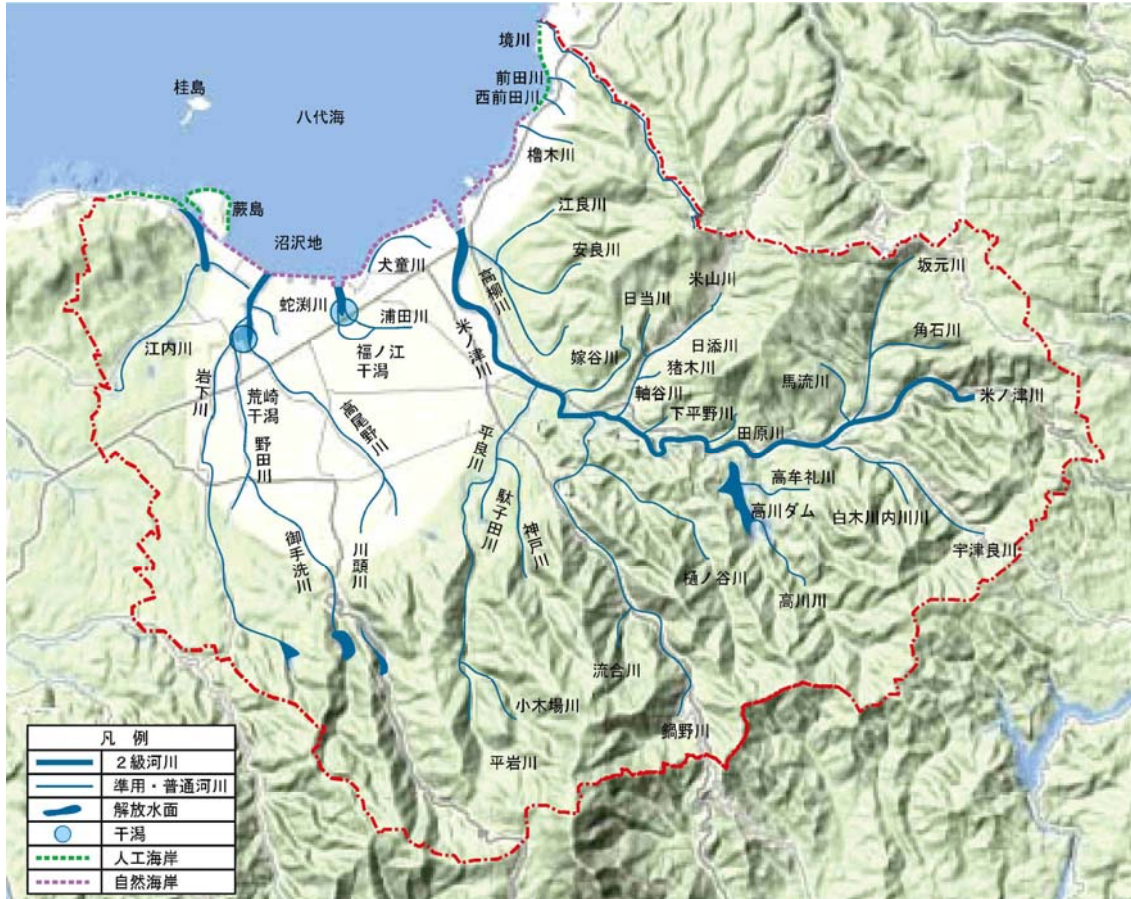 境川
前田川
西前田川
桂島
八代海
櫓木川
蕨島
江良川
沼沢地
安良川
犬童川
高柳川
米山川
坂元川
日当川
蛇渕川
浦田川
米ノ津川
角石川
江内川
福ノ江
干潟
嫁谷川
日添川
猪木川
馬流川
軸谷川
米ノ津川
岩下川
荒崎
干潟
高尾野川
下平野川
田原川
野田川
平良川
高牟礼川
駄子田川
高川ダム
白木川内川川
神戸川
御手洗川
川頭川
宇津良川
樋ノ谷川
高川川
流合川
小木場川
鍋野川
平岩川
凡 例
2級河川
準用・普通河川
解放水面
干潟
人工海岸
自然海岸